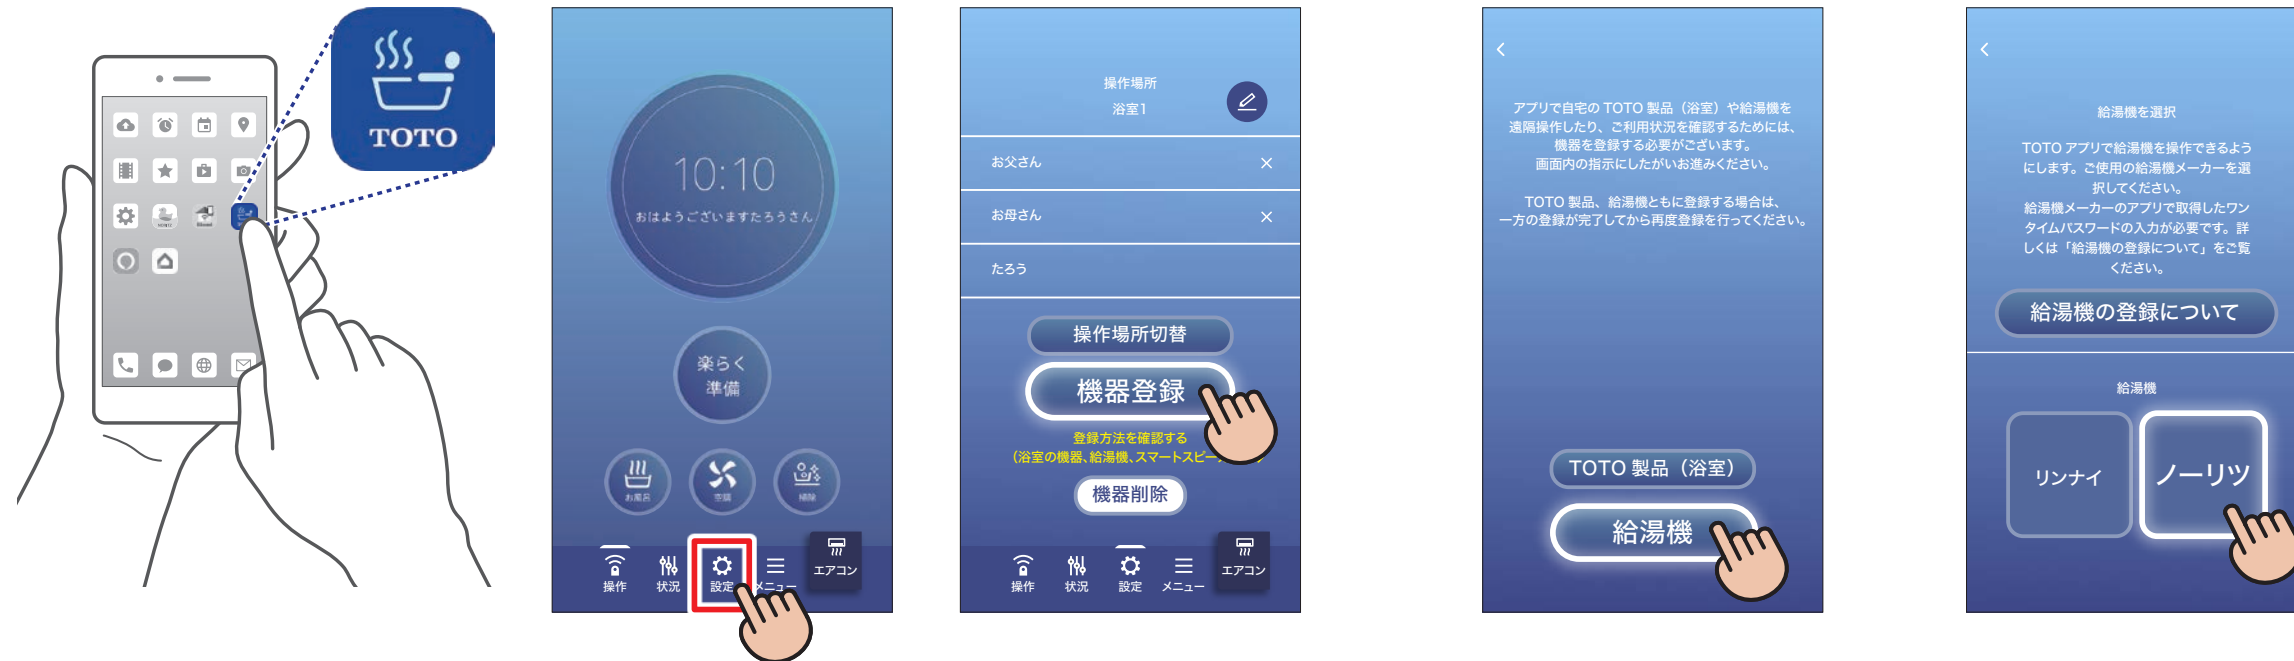 TOTO
10:10
おはようございますたろうさん
楽らく
準備
お風呂
空調
掃除
操作
状況
設定
メニュー
エアコン
操作場所
浴室1
お父さん
お母さん
たろう
操作場所切替
機器登録
登録方法を確認する
（浴室の機器、給湯機、スマートスピー
機器削除
操作
状況
設定
メニュー
エアコン
アプリで自宅の TOTO 製品（浴室）や給湯機を
遠隔操作したり、ご利用状況を確認するためには、
機器を登録する必要がございます。
画面内の指示にしたがいお進みください。
TOTO 製品、給湯機ともに登録する場合は、
一方の登録が完了してから再度登録を行ってください。
TOTO 製品（浴室）
給湯機
給湯機を選択
TOTO アプリで給湯機を操作できるよう
にします。ご使用の給湯機メーカーを選
択してください。
給湯機メーカーのアプリで取得したワン
タイムパスワードの入力が必要です。詳
しくは「給湯機の登録について」をご覧
ください。
給湯機の登録について
給湯機
リンナイ
ノーリツ